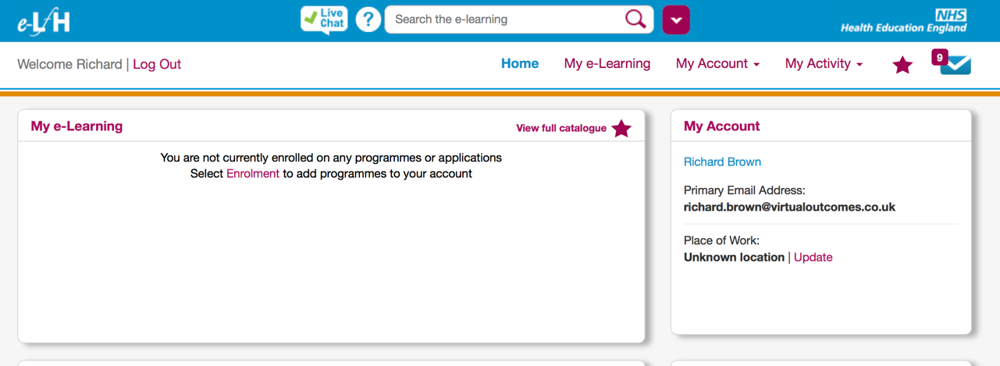 e-LfH
Live Chat
?
Search the e-learning
NHS
Health Education England
Welcome Richard | Log Out
Home
My e-Learning
My Account
My Activity
9
My e-Learning
View full catalogue
You are not currently enrolled on any programmes or applications
Select Enrolment to add programmes to your account
My Account
Richard Brown
Primary Email Address:
richard.brown@virtualoutcomes.co.uk
Place of Work:
Unknown location | Update